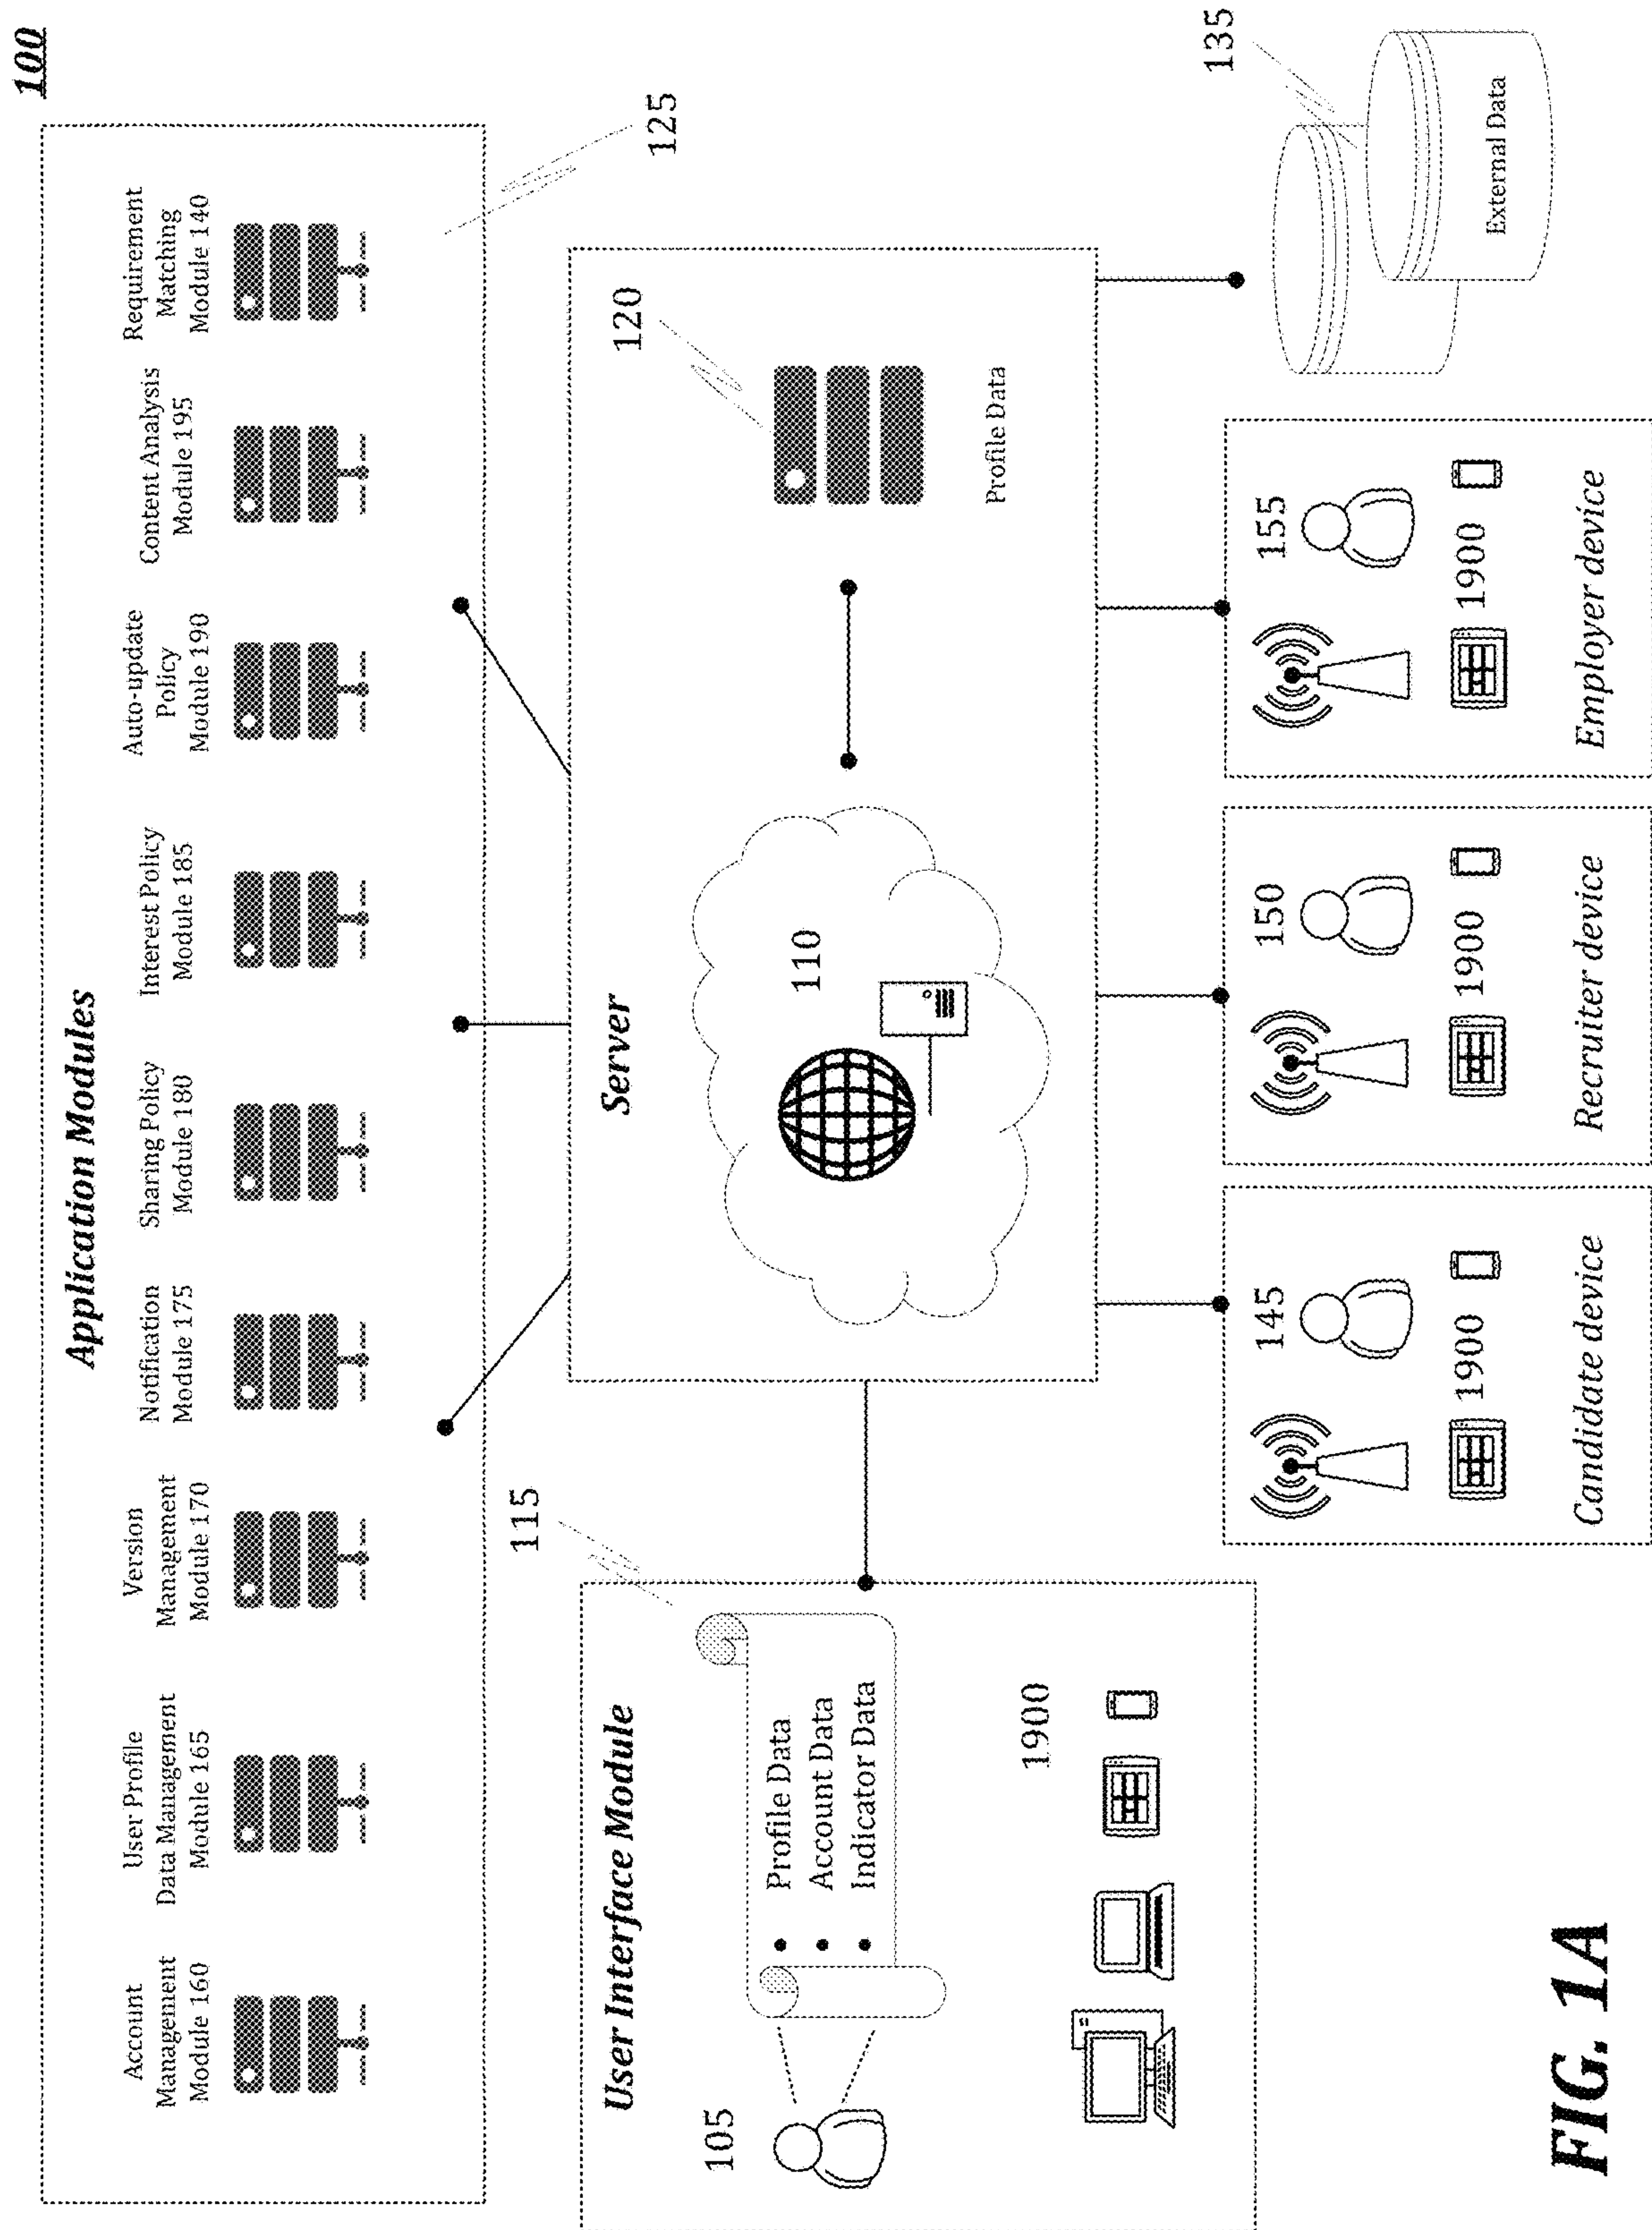 100
Application Modules
Account
Management
Module 160
User Profile
Data Management
Module 165
Version
Management
Module 170
Notification
Module 175
Sharing Policy
Module 180
Interest Policy
Module 185
Auto-update
Policy
Module 190
Content Analysis
Module 195
Requirement
Matching
Module 140
125
115
User Interface Module
105
• Profile Data
• Account Data
• Indicator Data
1900
Server
110
120
Profile Data
145
1900
Candidate device
150
1900
Recruiter device
155
1900
Employer device
135
External Data
FIG. 1A